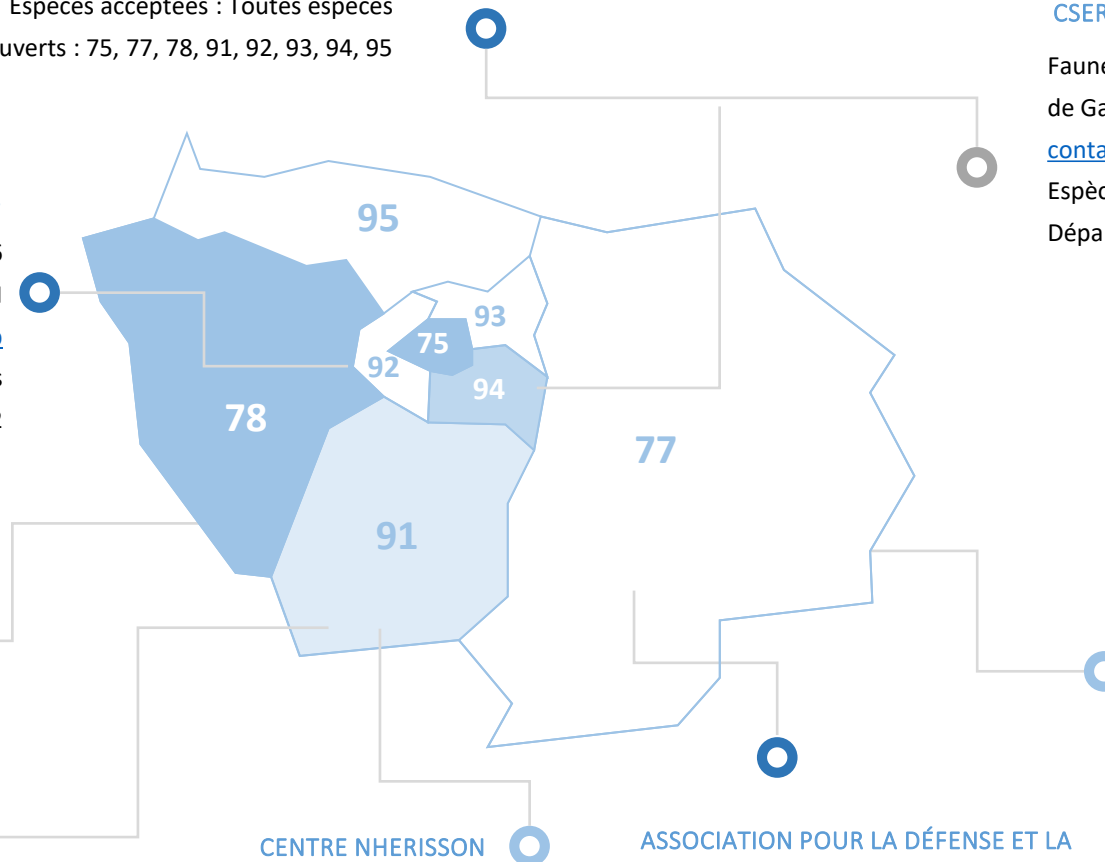 Espèces acceptées : Toutes espèces
uverts : 75, 77, 78, 91, 92, 93, 94, 95
CSER
Faune
de Ga
conta
Espèc
Dépa
95
93
75
92
94
78
77
91
CENTRE NHERISSON
ASSOCIATION POUR LA DÉFENSE ET LA